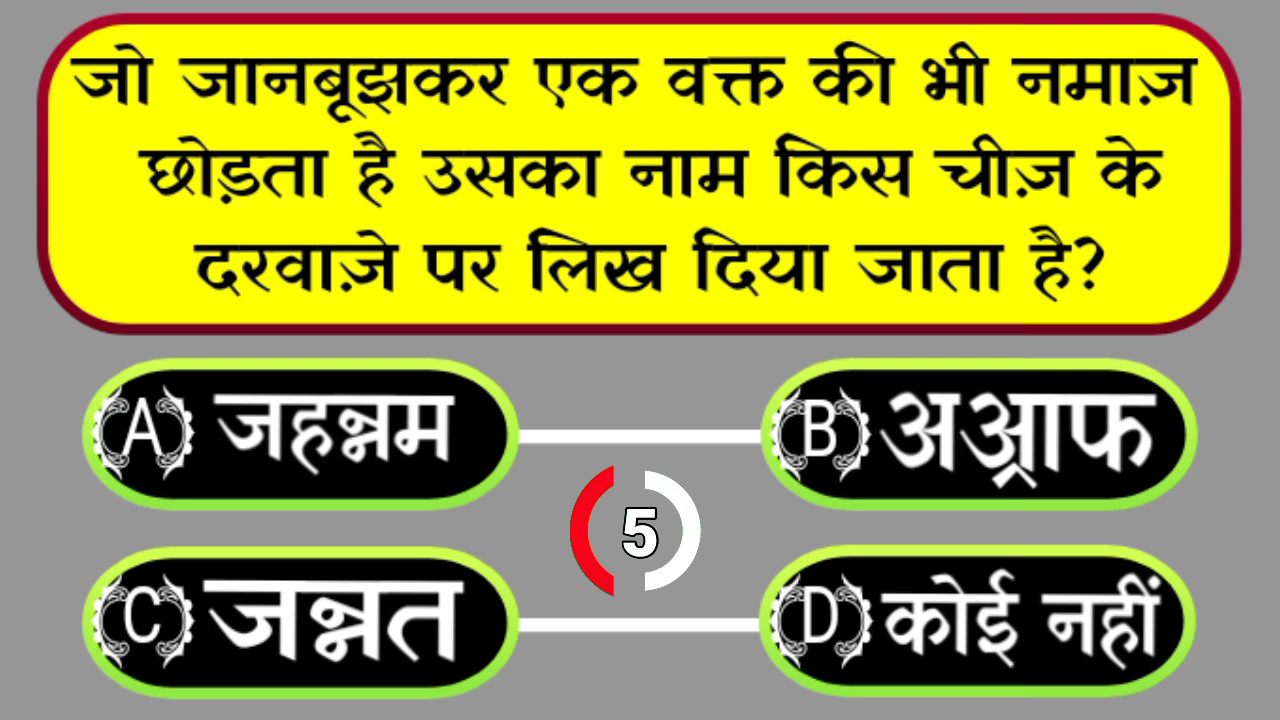 जो जानबूझकर एक वक्त की भी नमाज़
छोड़ता है उसका नाम किस चीज़ के
दरवाज़े पर लिख दिया जाता है?
(A) जहन्नम
(B) अअ्राफ
5
(C) जन्नत
(D) कोई नहीं